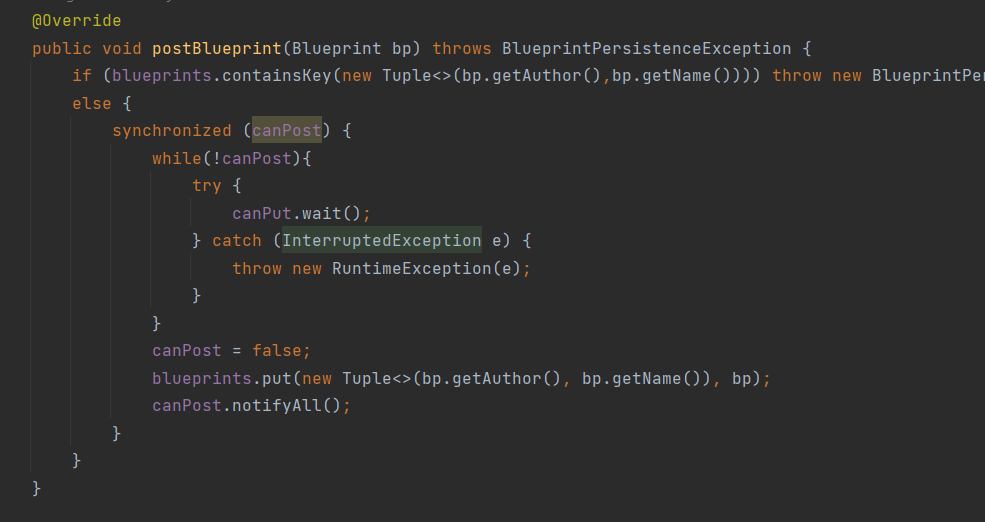 @Override
public void postBlueprint(Blueprint bp) throws BlueprintPersistenceException {
if (blueprints.containsKey(new Tuple<>(bp.getAuthor(),bp.getName()))) throw new BlueprintPer
else {
synchronized (canPost) {
while(!canPost){
try {
canPut.wait();
} catch (InterruptedException e) {
throw new RuntimeException(e);
}
}
canPost = false;
blueprints.put(new Tuple<>(bp.getAuthor(), bp.getName()), bp);
canPost.notifyAll();
}
}
}